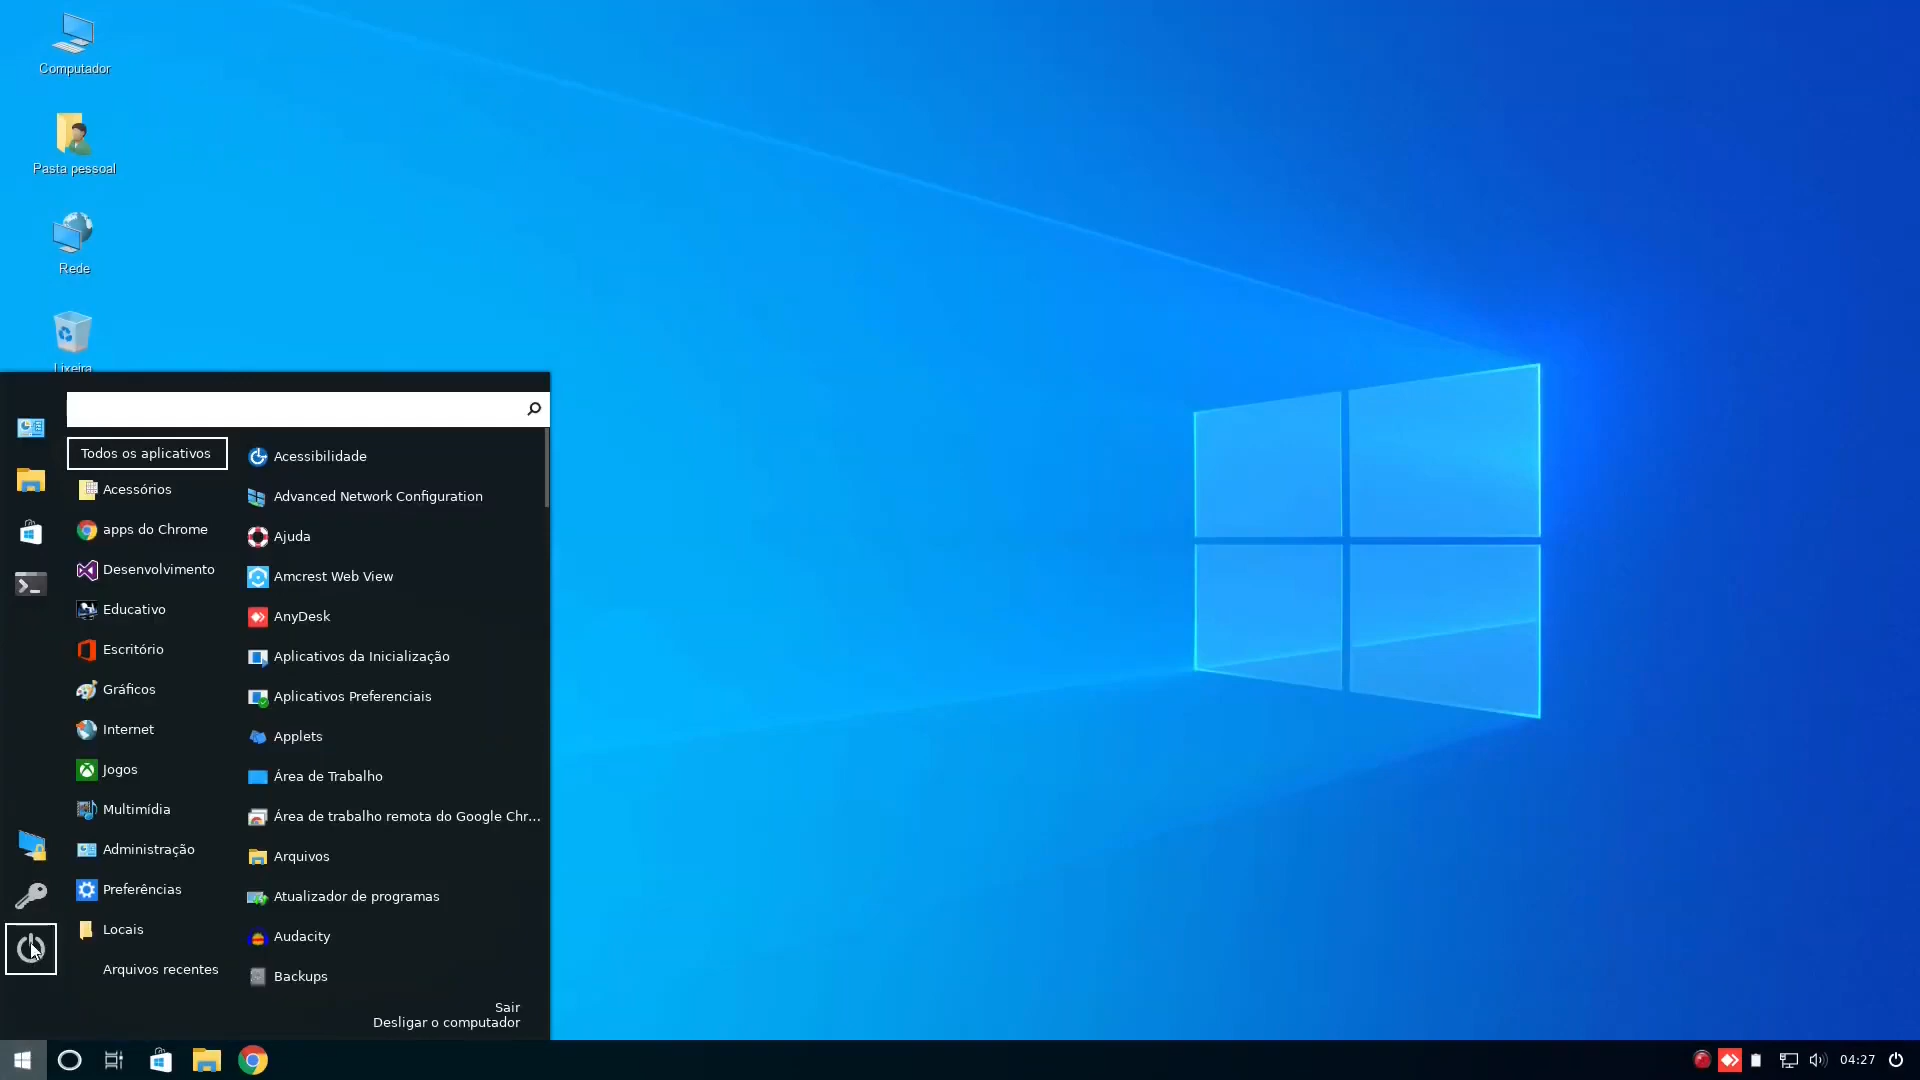 Computador
Pasta pessoal
Rede
Lixeira
Todos os aplicativos
Acessórios
apps do Chrome
Desenvolvimento
Educativo
Escritório
Gráficos
Internet
Jogos
Multimídia
Administração
Preferências
Locais
Arquivos recentes
Acessibilidade
Advanced Network Configuration
Ajuda
Amcrest Web View
AnyDesk
Aplicativos da Inicialização
Aplicativos Preferenciais
Applets
Área de Trabalho
Área de trabalho remota do Google Chr...
Arquivos
Atualizador de programas
Audacity
Backups
Sair
Desligar o computador
04:27